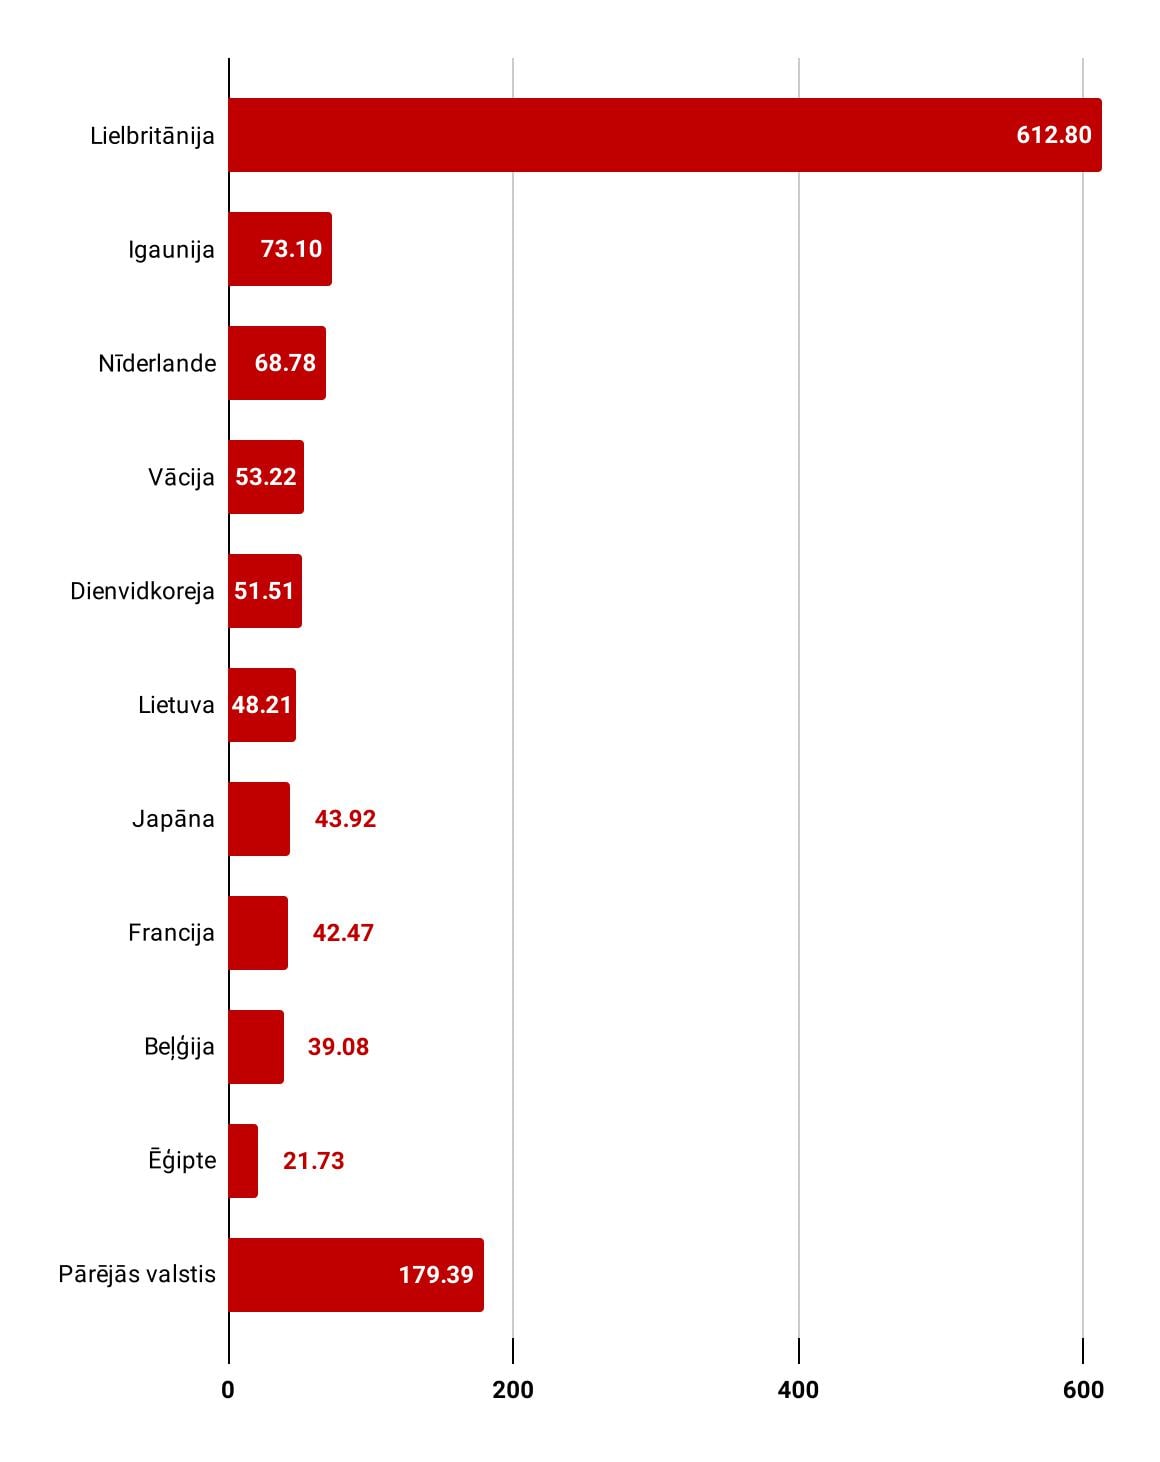 Lielbritānija 612.80
Igaunija 73.10
Nīderlande 68.78
Vācija 53.22
Dienvidkoreja 51.51
Lietuva 48.21
Japāna 43.92
Francija 42.47
Beļģija 39.08
Ēģipte 21.73
Pārējās valstis 179.39
0 200 400 600